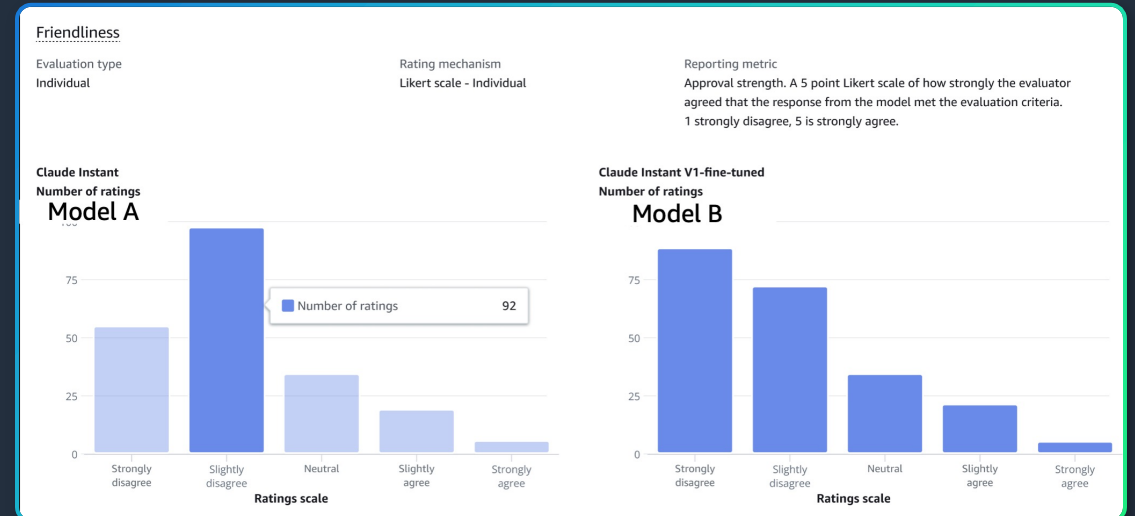 Friendliness
Evaluation type
Individual
Rating mechanism
Likert scale - Individual
Reporting metric
Approval strength. A 5 point Likert scale of how strongly the evaluator
agreed that the response from the model met the evaluation criteria.
1 strongly disagree, 5 is strongly agree.
Claude Instant
Number of ratings
Model A
75
50
25
0
Number of ratings 92
Strongly disagree
Slightly disagree
Neutral
Slightly agree
Strongly agree
Ratings scale
Claude Instant V1-fine-tuned
Number of ratings
Model B
75
50
25
0
Strongly disagree
Slightly disagree
Neutral
Slightly agree
Strongly agree
Ratings scale